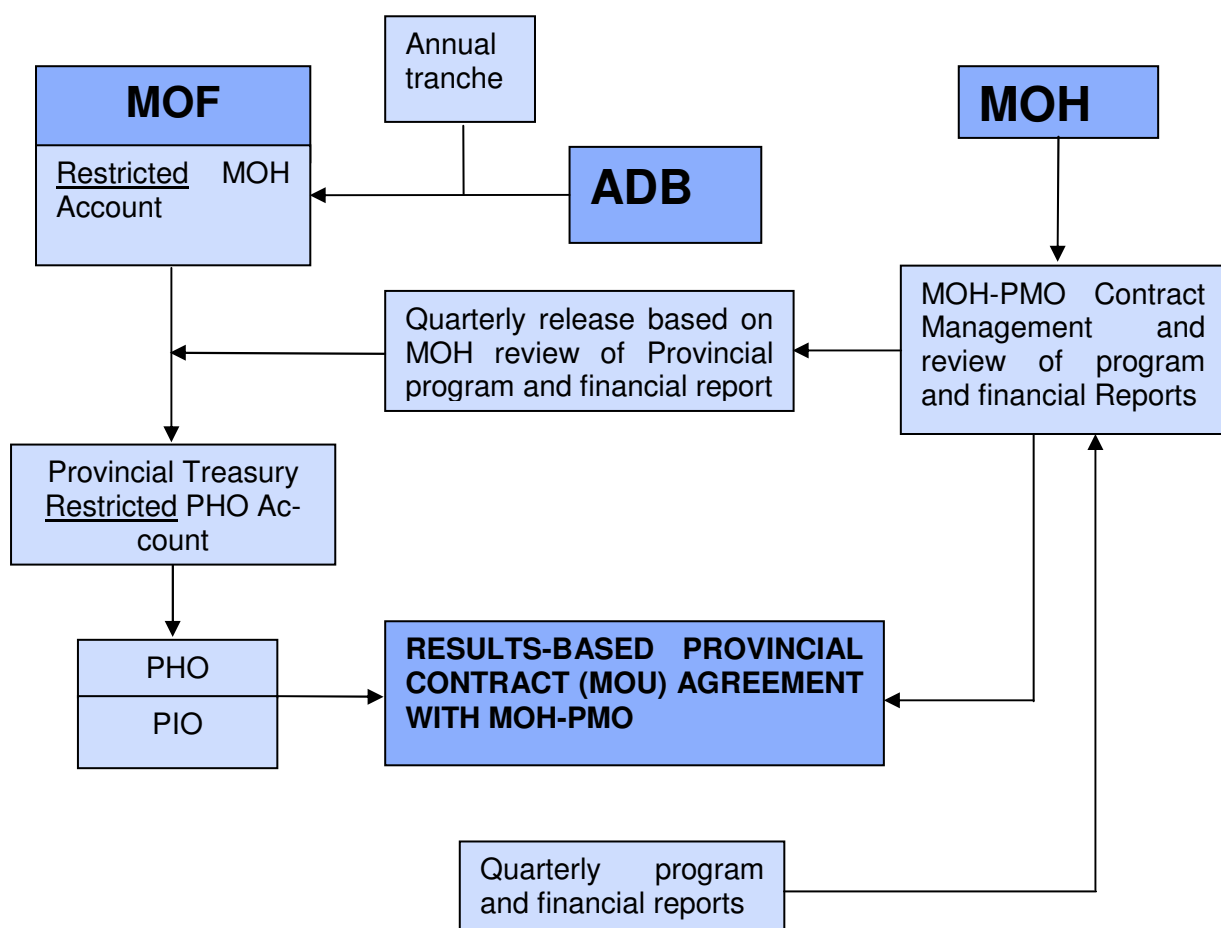 Annual
tranche
MOF
MOH
Restricted MOH
Account
ADB
Quarterly release based on
MOH review of Provincial
program and financial report
MOH-PMO Contract
Management and
review of program
and financial Reports
Provincial Treasury
Restricted PHO Ac-
count
PHO
PIO
RESULTS-BASED PROVINCIAL
CONTRACT (MOU) AGREEMENT
WITH MOH-PMO
Quarterly program
and financial reports